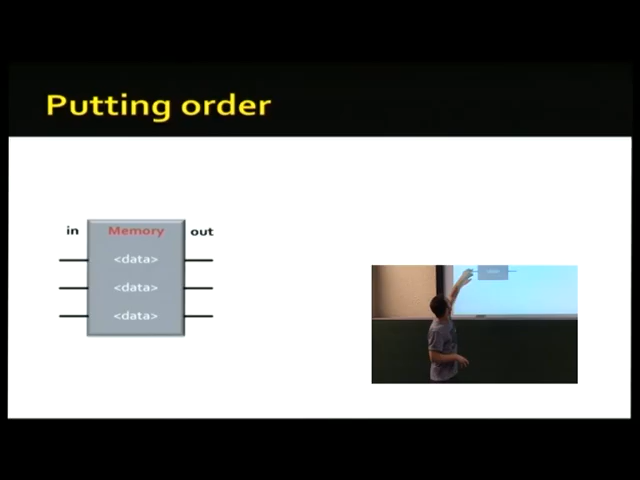 Putting order
in Memory out
<data>
<data>
<data>